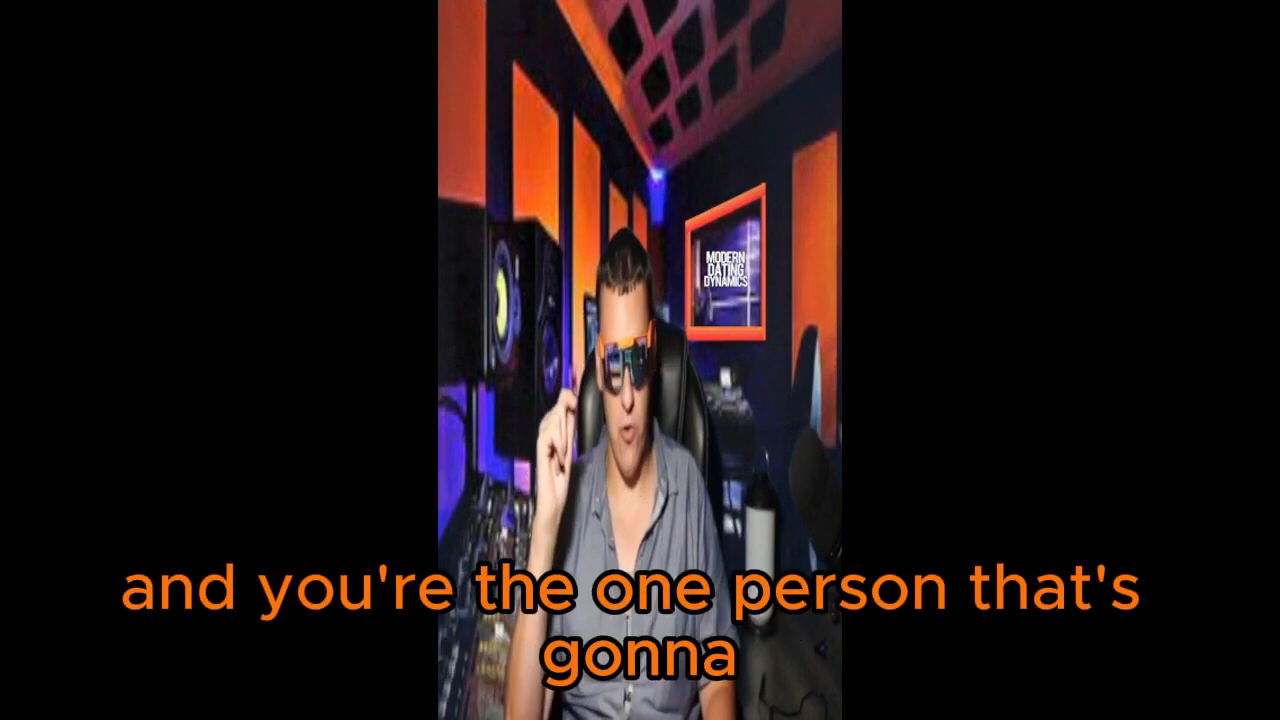 MODERN
DATING
DYNAMICS
and you're the one person that's
gonna